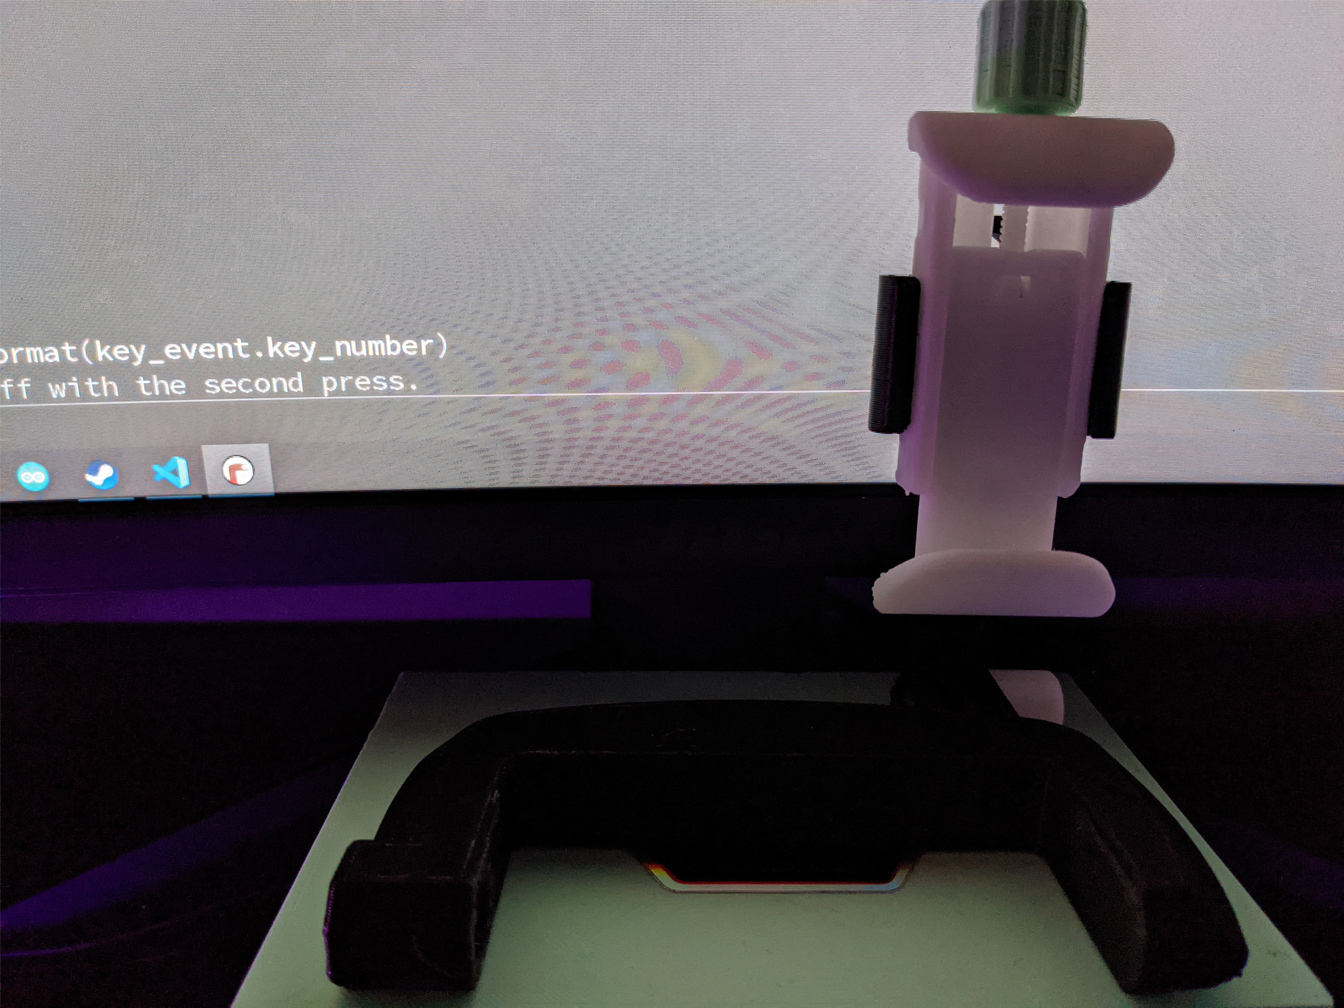 ormat(key_event.key_number)
ff with the second press.